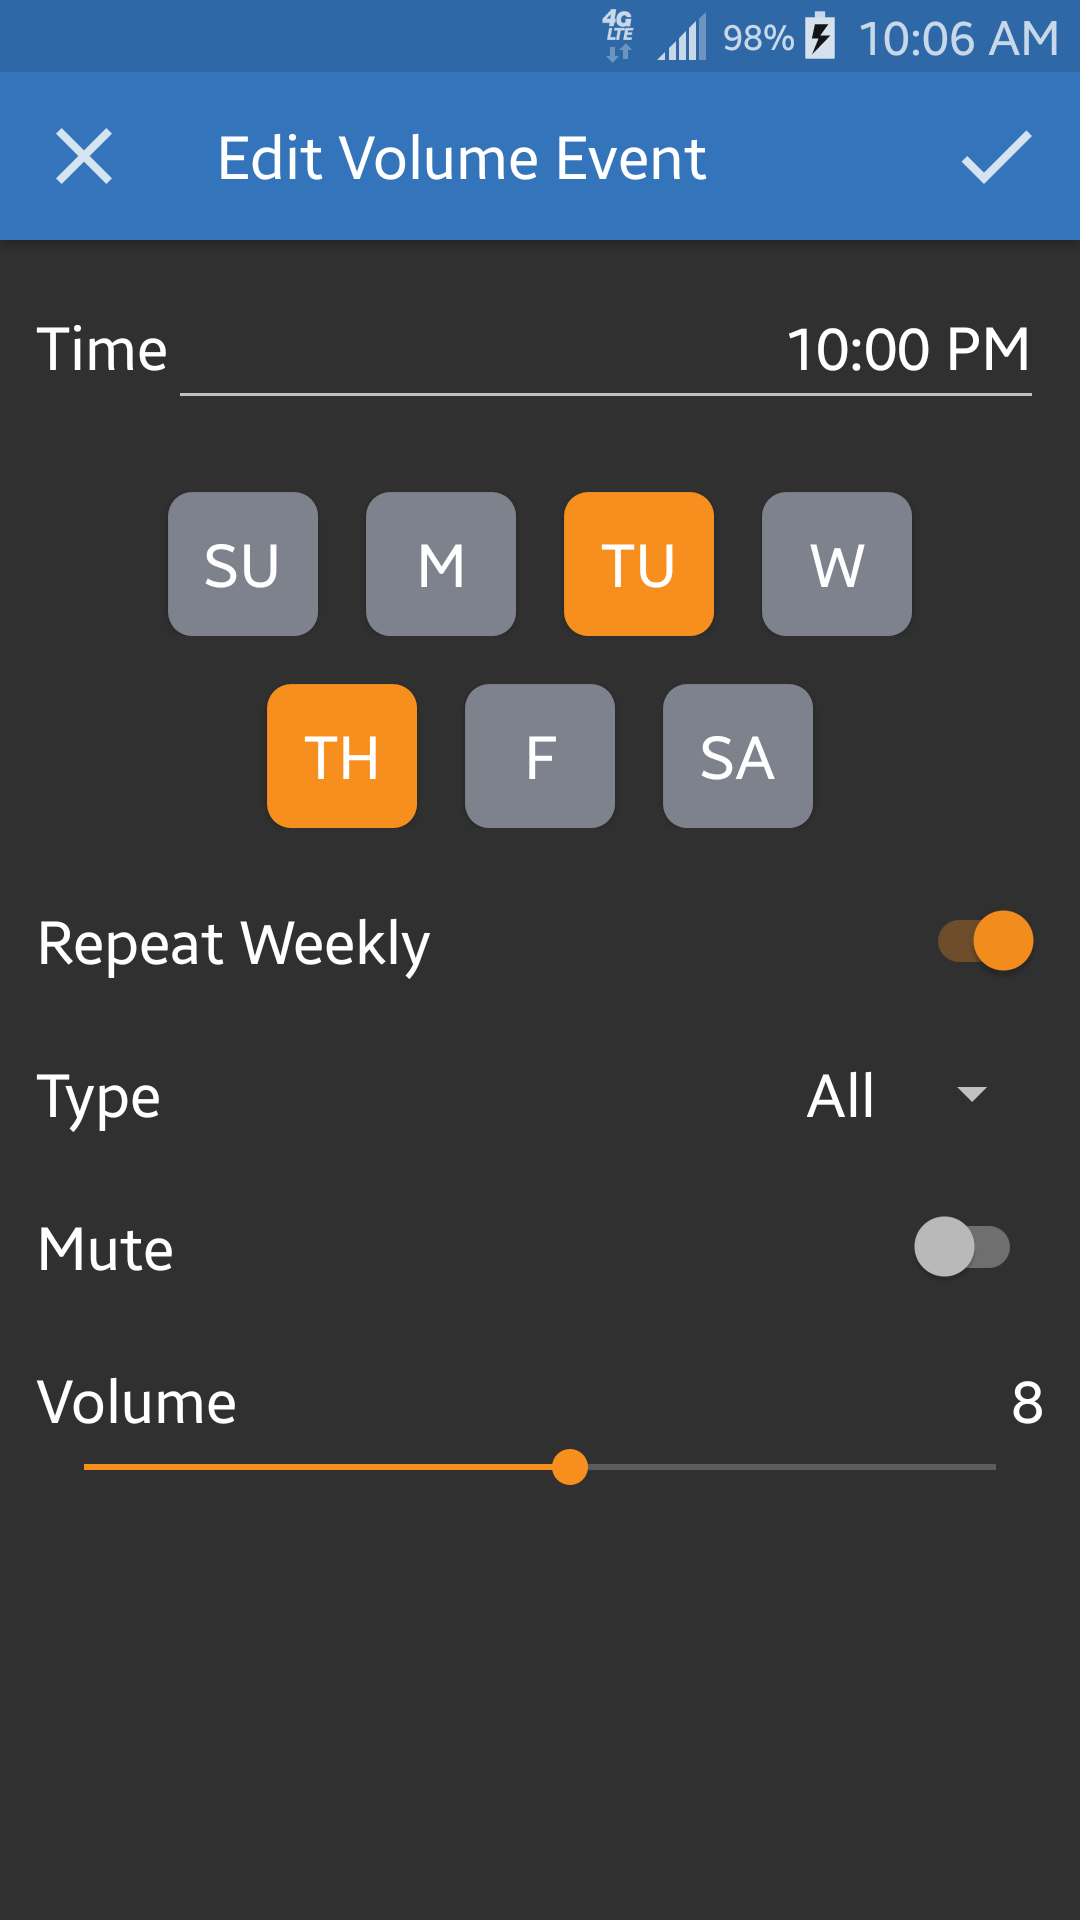 4G LTE 98% 10:06 AM
Edit Volume Event
Time 10:00 PM
SU M TU W
TH F SA
Repeat Weekly
Type All
Mute
Volume 8